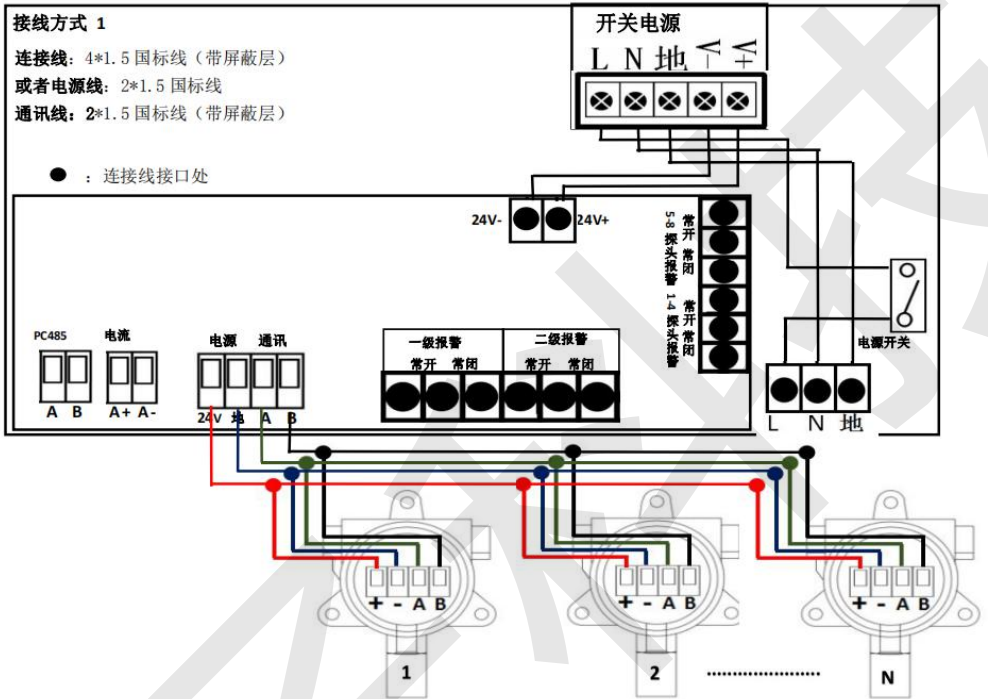 接线方式 1
连接线：4*1.5 国标线（带屏蔽层）
或者电源线：2*1.5 国标线
通讯线：2*1.5 国标线（带屏蔽层）
● ：连接线接口处
开关电源
L N 地 V- V+
24V- 24V+
5-8 探头报警
常开 常闭
1-4 探头报警
常开 常闭
电源开关
L N 地
PC485
A B
电流
A+ A-
电源 通讯
24V 地 A B
一级报警 二级报警
常开 常闭 常开 常闭
+ - A B
+ - A B
+ - A B
1 2 ........................ N